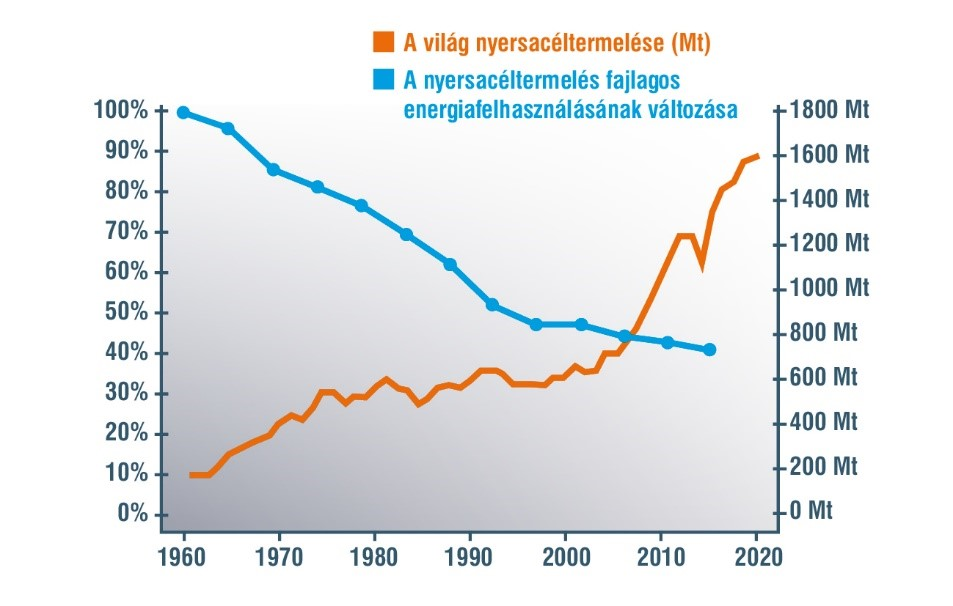 A világ nyersacéltermelése (Mt)
A nyersacéltermelés fajlagos
energiafelhasználásának változása
100%
90%
80%
70%
60%
50%
40%
30%
20%
10%
0%
1800 Mt
1600 Mt
1400 Mt
1200 Mt
1000 Mt
800 Mt
600 Mt
400 Mt
200 Mt
0 Mt
1960 1970 1980 1990 2000 2010 2020